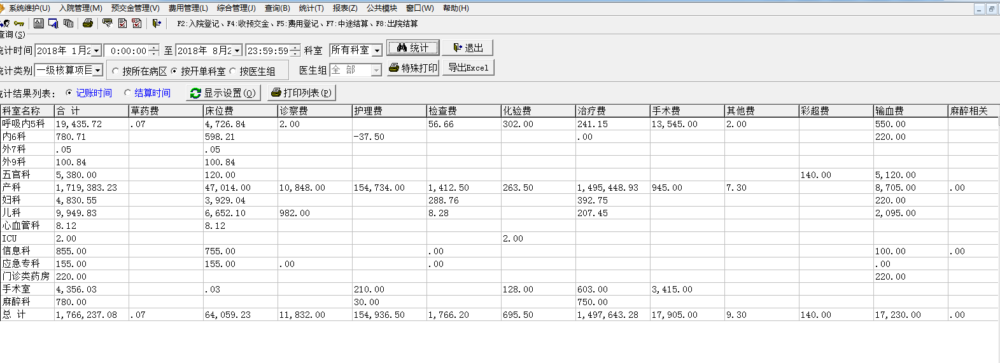 系统维护(U) 入院管理(M) 预交金管理(V) 费用管理(L) 综合管理(J) 查询(B) 统计(T) 报表(Z) 公共模块 窗口(W) 帮助(H)
F2:入院登记、F4:收预交金、F5:费用登记、F7:中途结算、F8:出院结算
查询(S)
统计时间 2018年 1月2 0:00:00 至 2018年 8月2 23:59:59 科室 所有科室 统计 退出
统计类别 一级核算项目 按所在病区 按开单科室 按医生组 医生组 全 部 特殊打印 导出Excel
统计结果列表: 记账时间 结算时间 显示设置(O) 打印列表(P)
科室名称 合 计 草药费 床位费 诊察费 护理费 检查费 化验费 治疗费 手术费 其他费 彩超费 输血费 麻醉相关
呼吸内5科 19,435.72 .07 4,726.84 2.00 56.66 302.00 241.15 13,545.00 2.00 550.00
内6科 780.71 598.21 -37.50 .00 220.00
外7科 .05 .05
外9科 100.84 100.84
五官科 5,380.00 120.00 140.00 5,120.00
产科 1,719,383.23 47,014.00 10,848.00 154,734.00 1,412.50 263.50 1,495,448.93 945.00 7.30 8,705.00 .00
妇科 4,830.55 3,929.04 288.76 392.75 220.00
儿科 9,949.83 6,652.10 982.00 8.28 207.45 2,095.00
心血管科 8.12 8.12
ICU 2.00 2.00
信息科 855.00 755.00 .00 100.00 .00
应急专科 155.00 155.00 .00 .00 .00
门诊类药房 220.00 220.00
手术室 4,356.03 .03 210.00 128.00 603.00 3,415.00
麻醉科 780.00 30.00 750.00
总 计 1,766,237.08 .07 64,059.23 11,832.00 154,936.50 1,766.20 695.50 1,497,643.28 17,905.00 9.30 140.00 17,230.00 .00